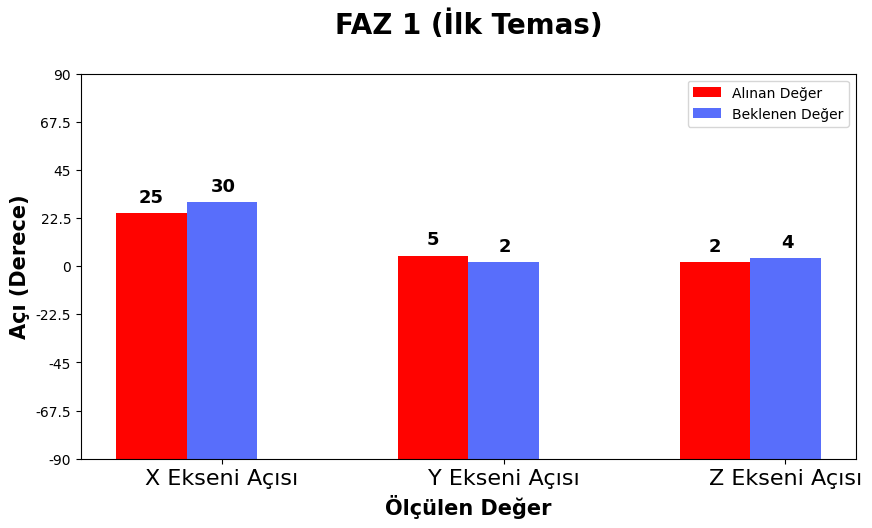 FAZ 1 (İlk Temas)
Alınan Değer
Beklenen Değer
Açı (Derece)
90
67.5
45
22.5
0
-22.5
-45
-67.5
-90
25
30
5
2
2
4
X Ekseni Açısı
Y Ekseni Açısı
Z Ekseni Açısı
Ölçülen Değer